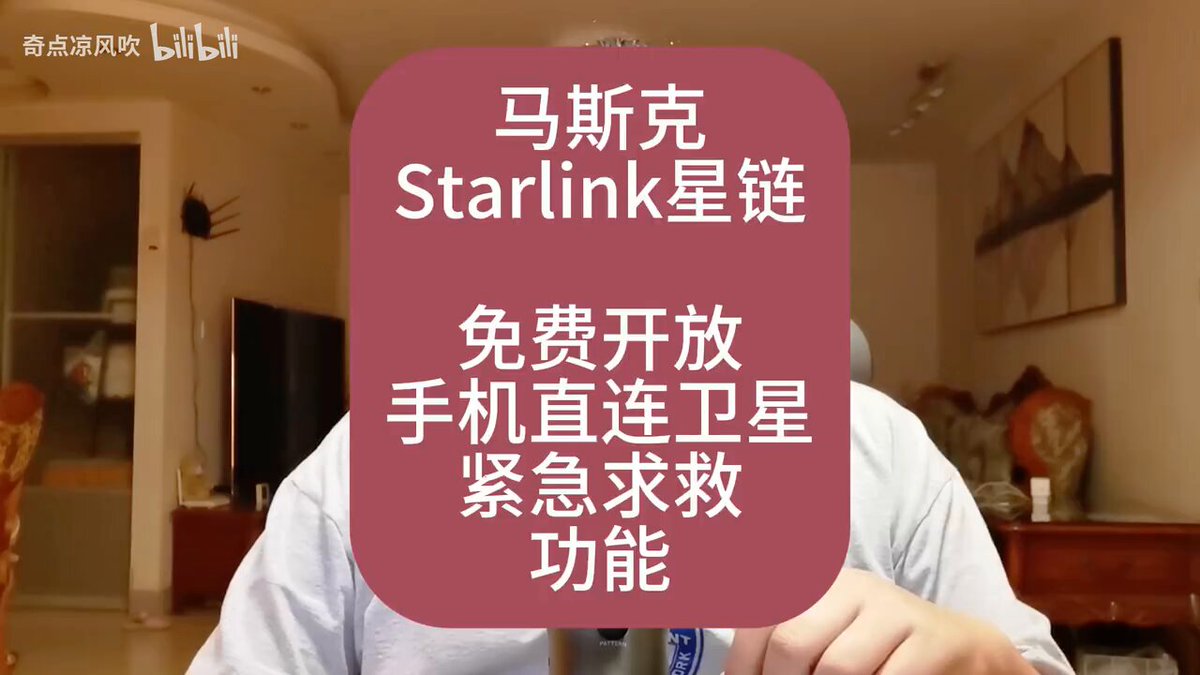 奇点凉风吹 bilibili
马斯克
Starlink星链
免费开放
手机直连卫星
紧急求救
功能
PATTERN